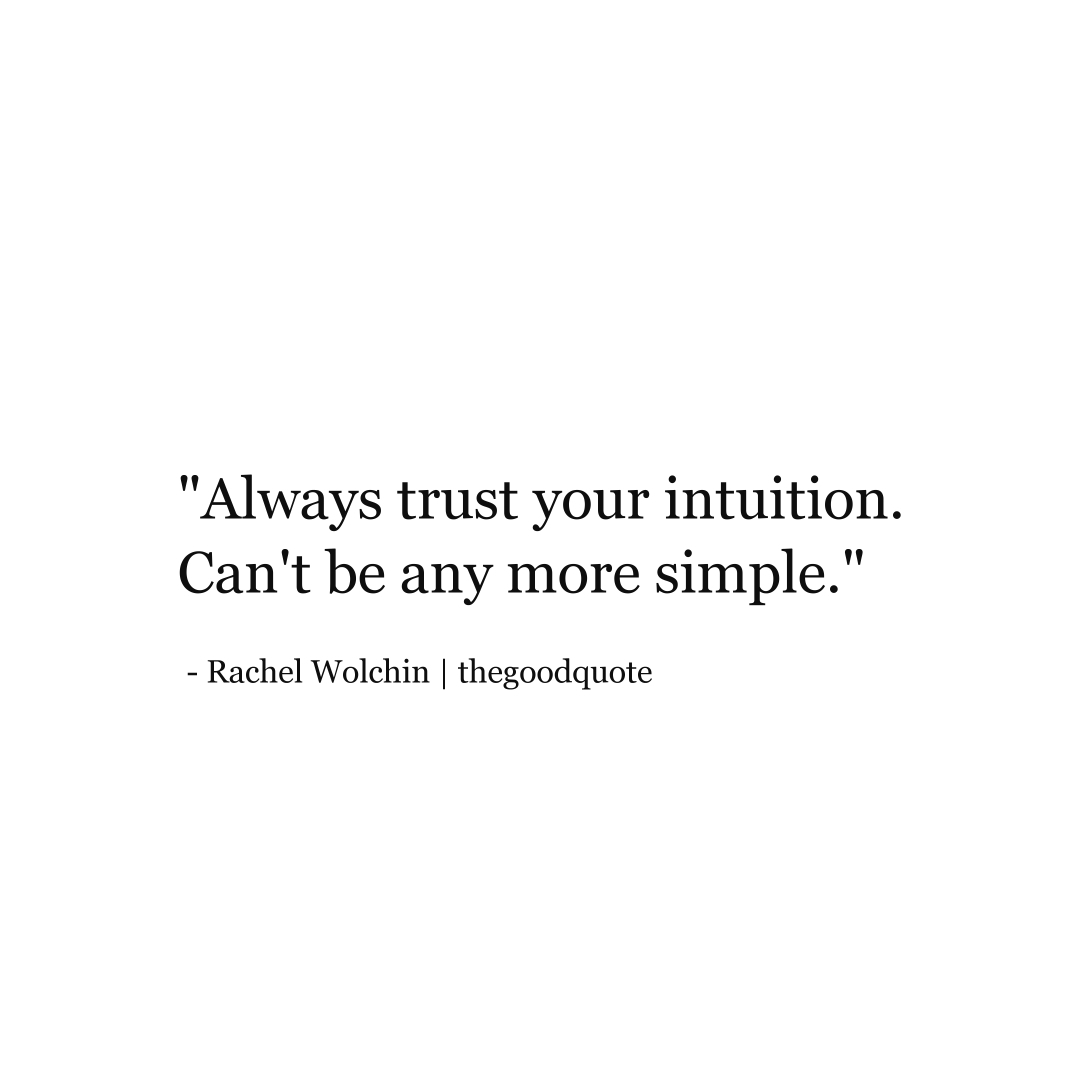 "Always trust your intuition.
Can't be any more simple."
- Rachel Wolchin | thegoodquote